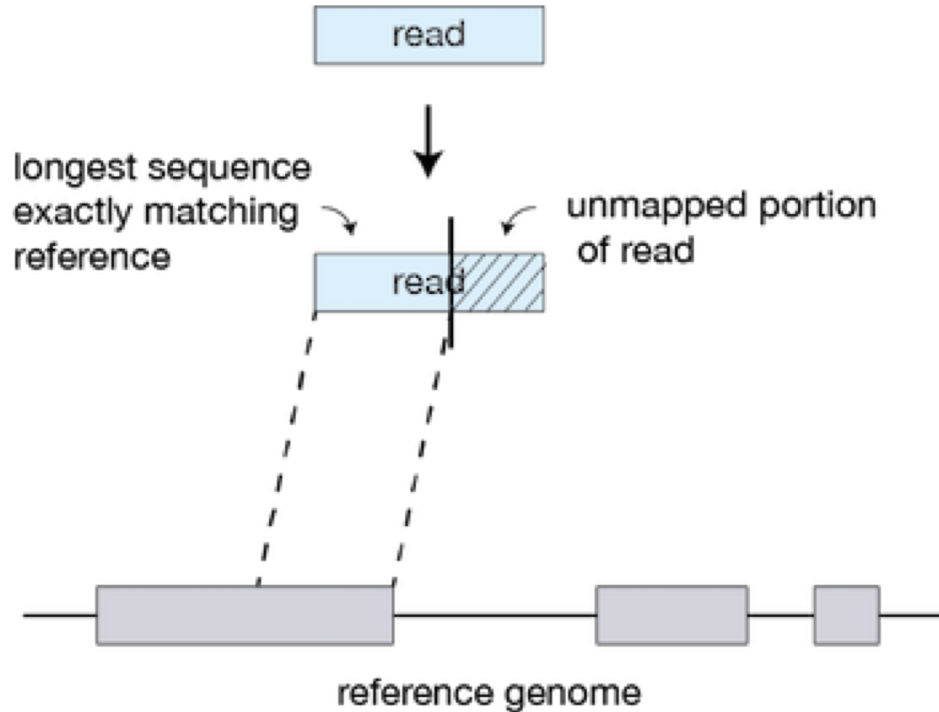 read
longest sequence
exactly matching
reference
unmapped portion
of read
read
reference genome